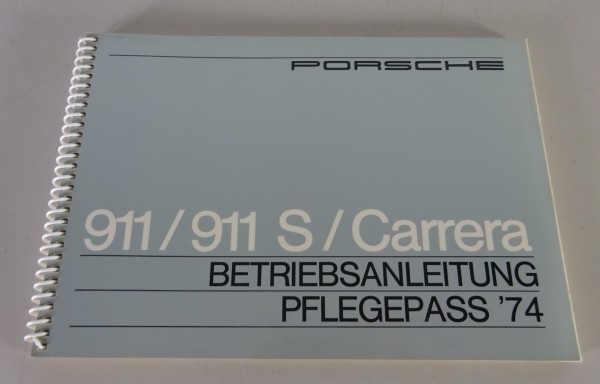 PORSCHE
911/911 S/Carrera
BETRIEBSANLEITUNG
PFLEGEPASS '74